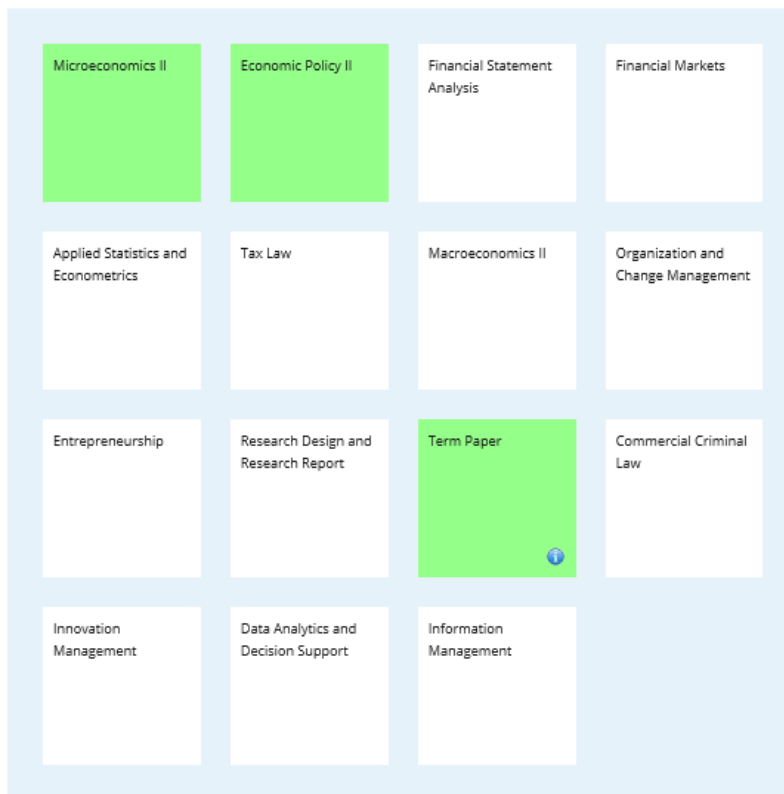 Microeconomics II
Economic Policy II
Financial Statement
Analysis
Financial Markets
Applied Statistics and
Econometrics
Tax Law
Macroeconomics II
Organization and
Change Management
Entrepreneurship
Research Design and
Research Report
Term Paper
Commercial Criminal
Law
Innovation
Management
Data Analytics and
Decision Support
Information
Management